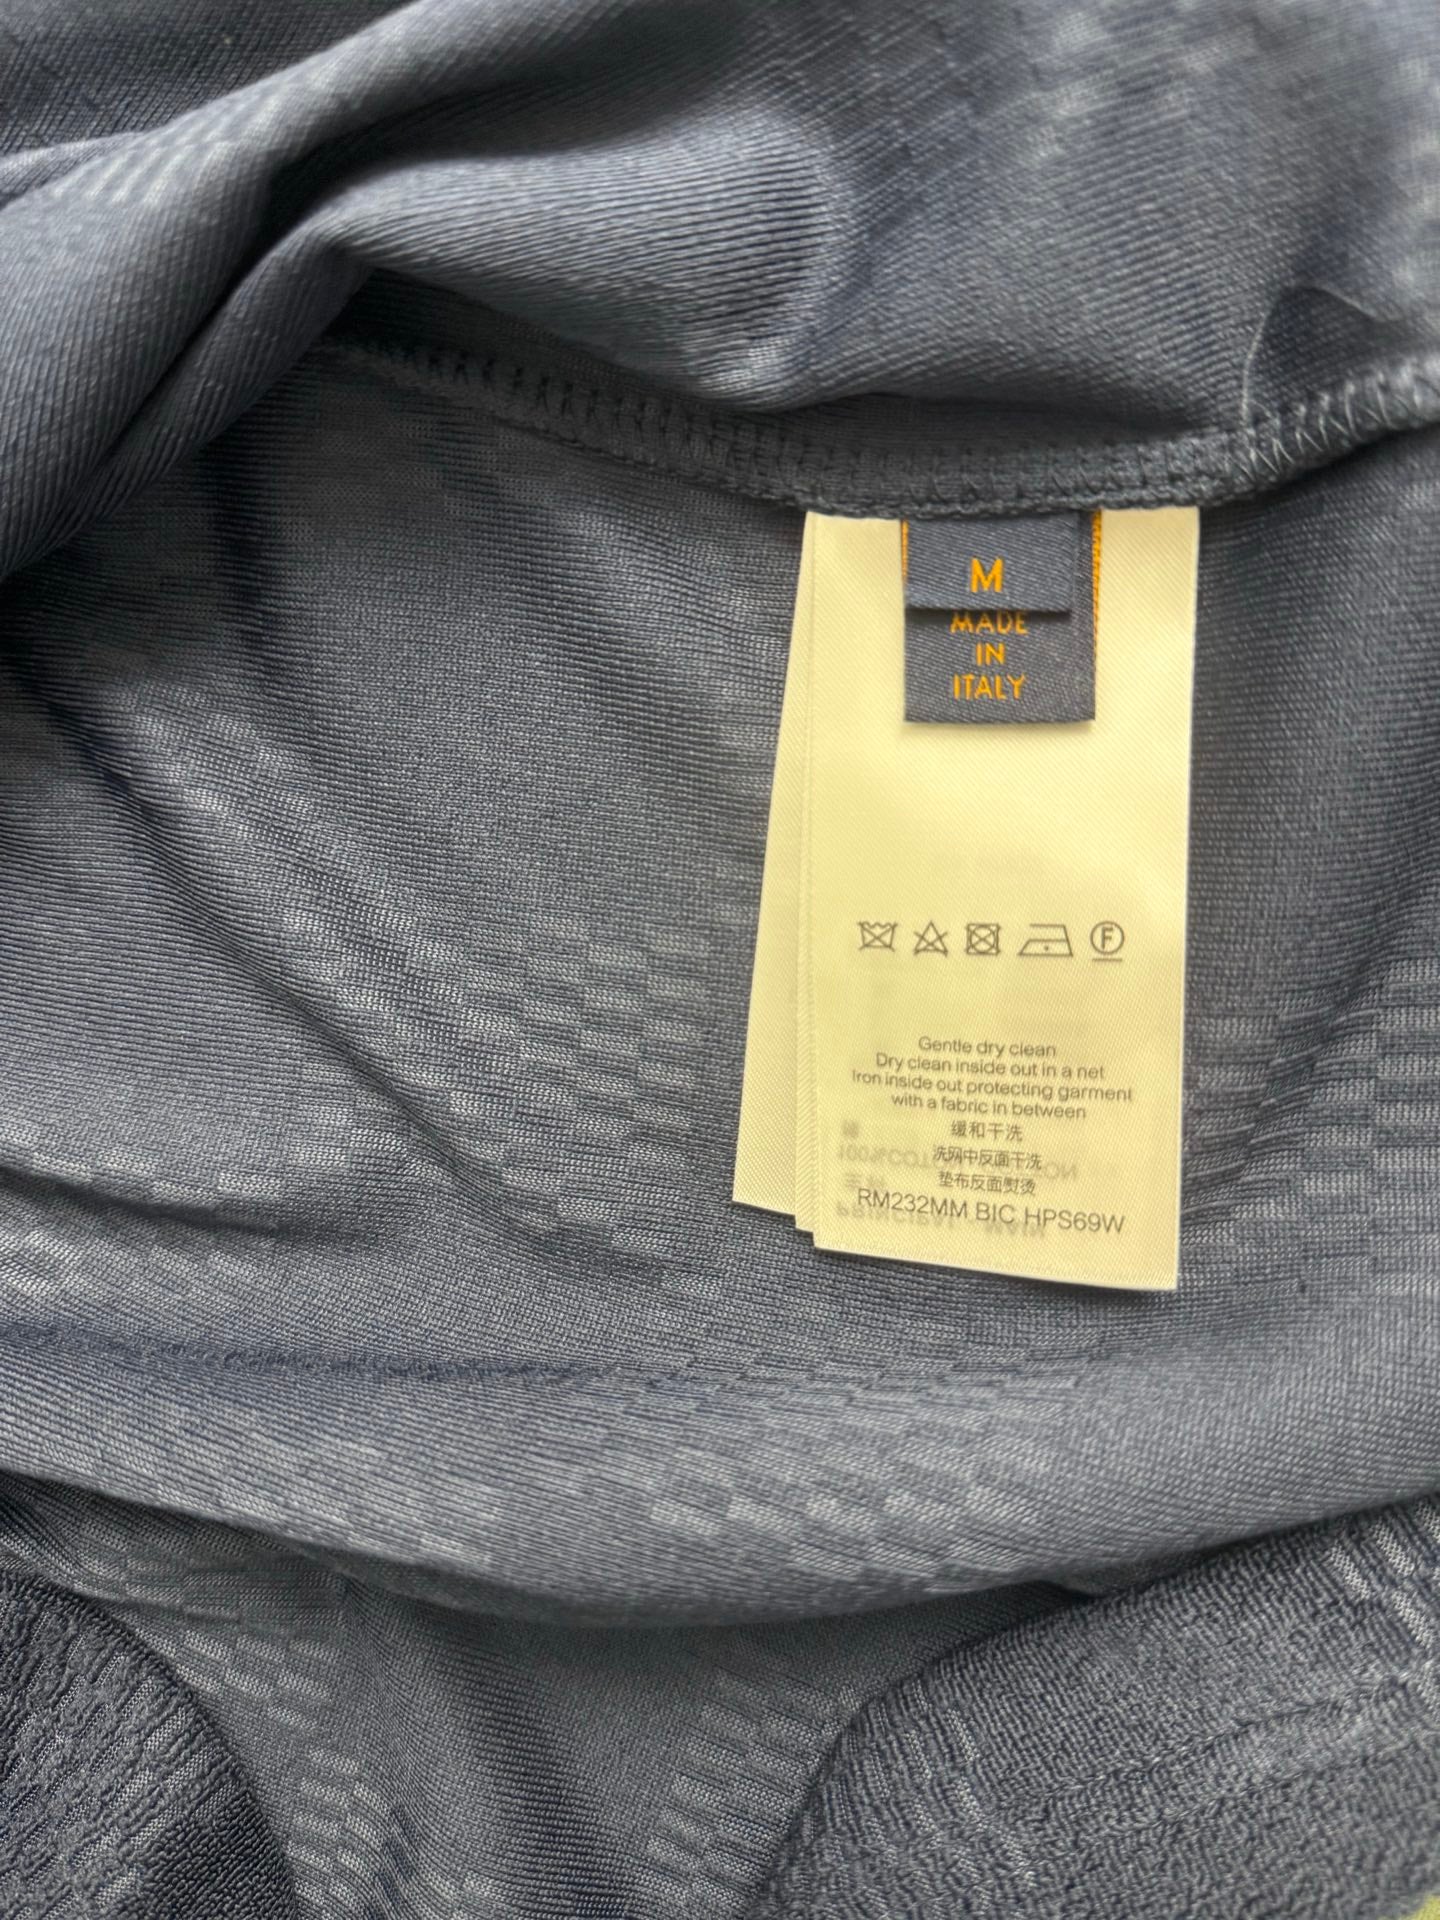 M
MADE
IN
ITALY
F
Gentle dry clean
Dry clean inside out in a net
Iron inside out protecting garment
with a fabric in between
缓和干洗
洗网中反面干洗
垫布反面熨烫
RM232MM BIC HPS69W